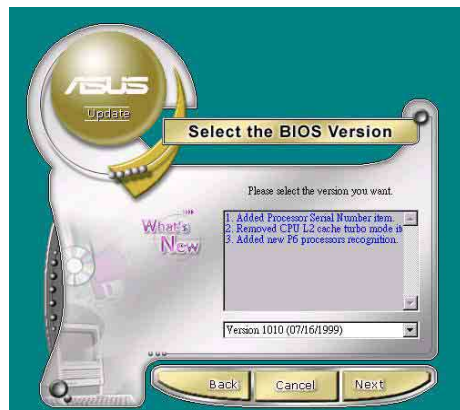 ASUS
Update
Select the BIOS Version
Please select the version you want.
What's
New
1. Added Processor Serial Number item.
2. Removed CPU L2 cache turbo mode it
3. Added new P6 processors recognition.
Version 1010 (07/16/1999)
Back
Cancel
Next